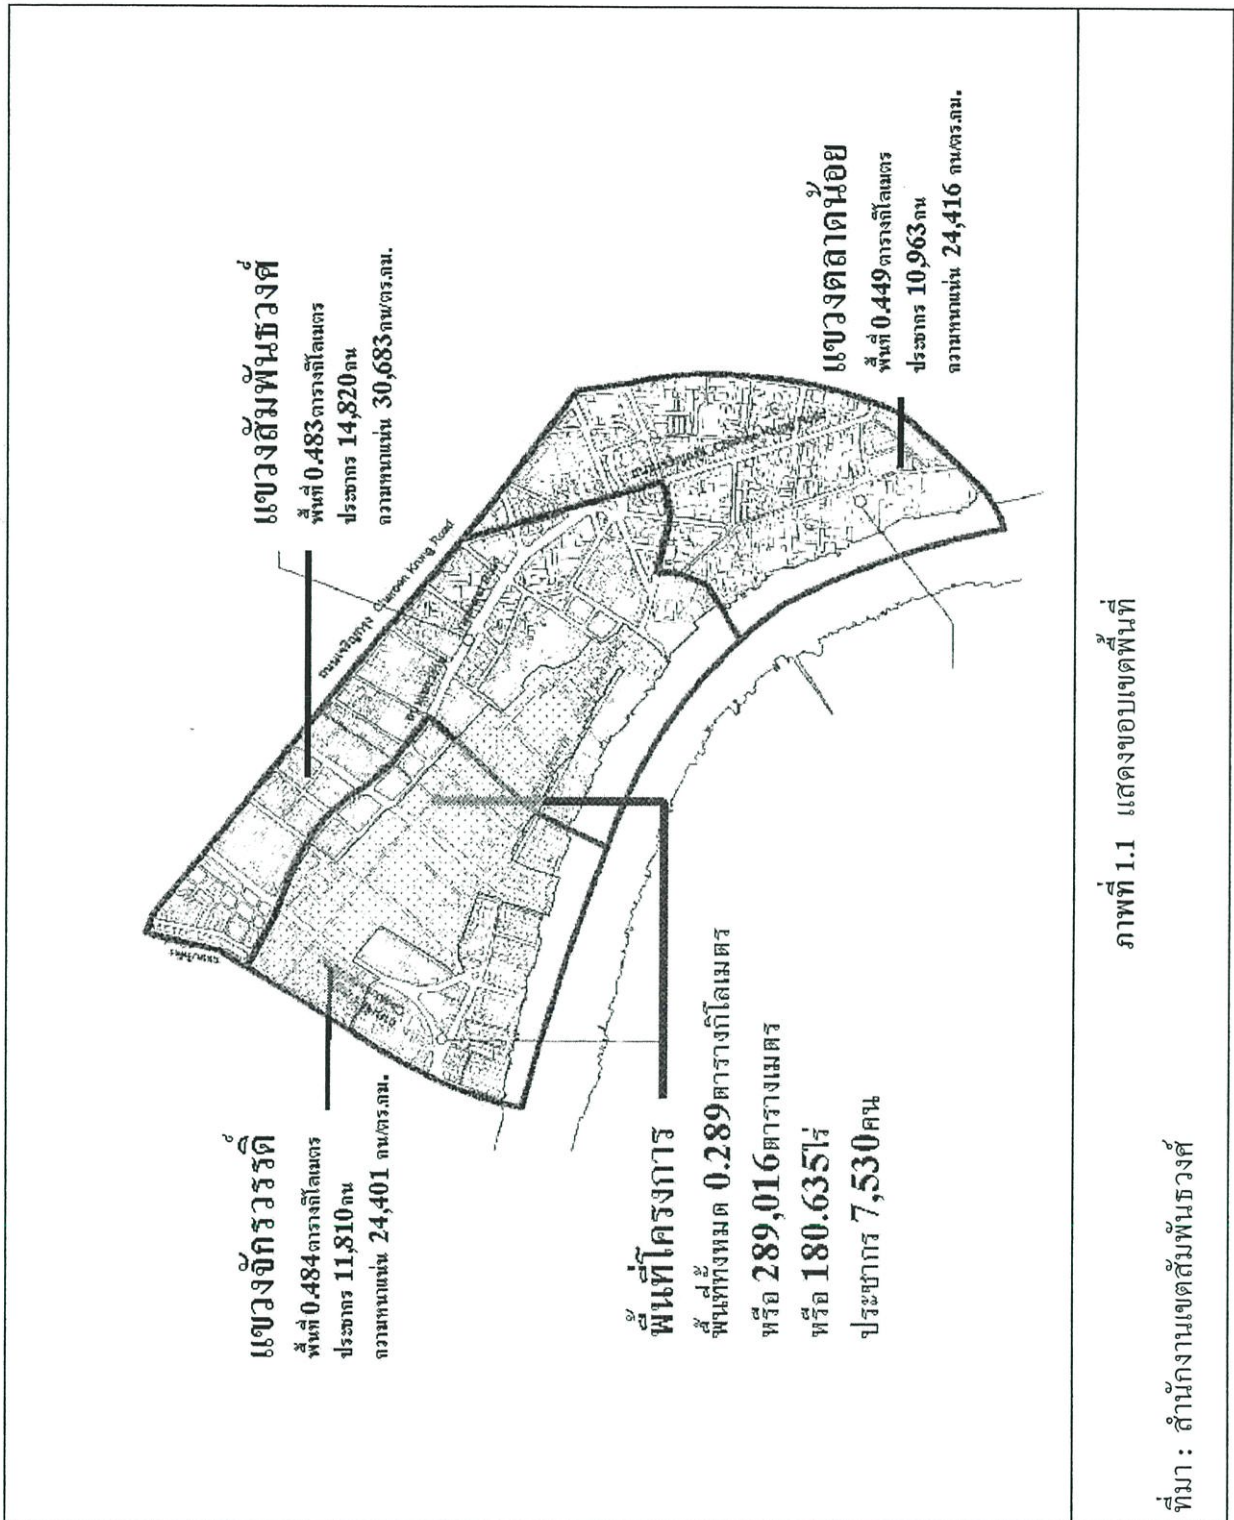 แขวงสัมพันธวงศ์
พื้นที่ 0.483 ตารางกิโลเมตร
ประชากร 14,820 คน
ความหนาแน่น 30,683 คน/ตร.กม.
แขวงจักรวรรดิ์
พื้นที่ 0.484 ตารางกิโลเมตร
ประชากร 11,810 คน
ความหนาแน่น 24,401 คน/ตร.กม.
ถนนเจริญกรุง Charoen Krung Road
แขวงตลาดน้อย
พื้นที่ 0.449 ตารางกิโลเมตร
ประชากร 10,963 คน
ความหนาแน่น 24,416 คน/ตร.กม.
พื้นที่โครงการ
พื้นที่ทั้งหมด 0.289 ตารางกิโลเมตร
หรือ 289,016 ตารางเมตร
หรือ 180.635 ไร่
ประชากร 7,530 คน
ภาพที่ 1.1 แสดงขอบเขตพื้นที่
ที่มา : สำนักงานเขตสัมพันธวงศ์